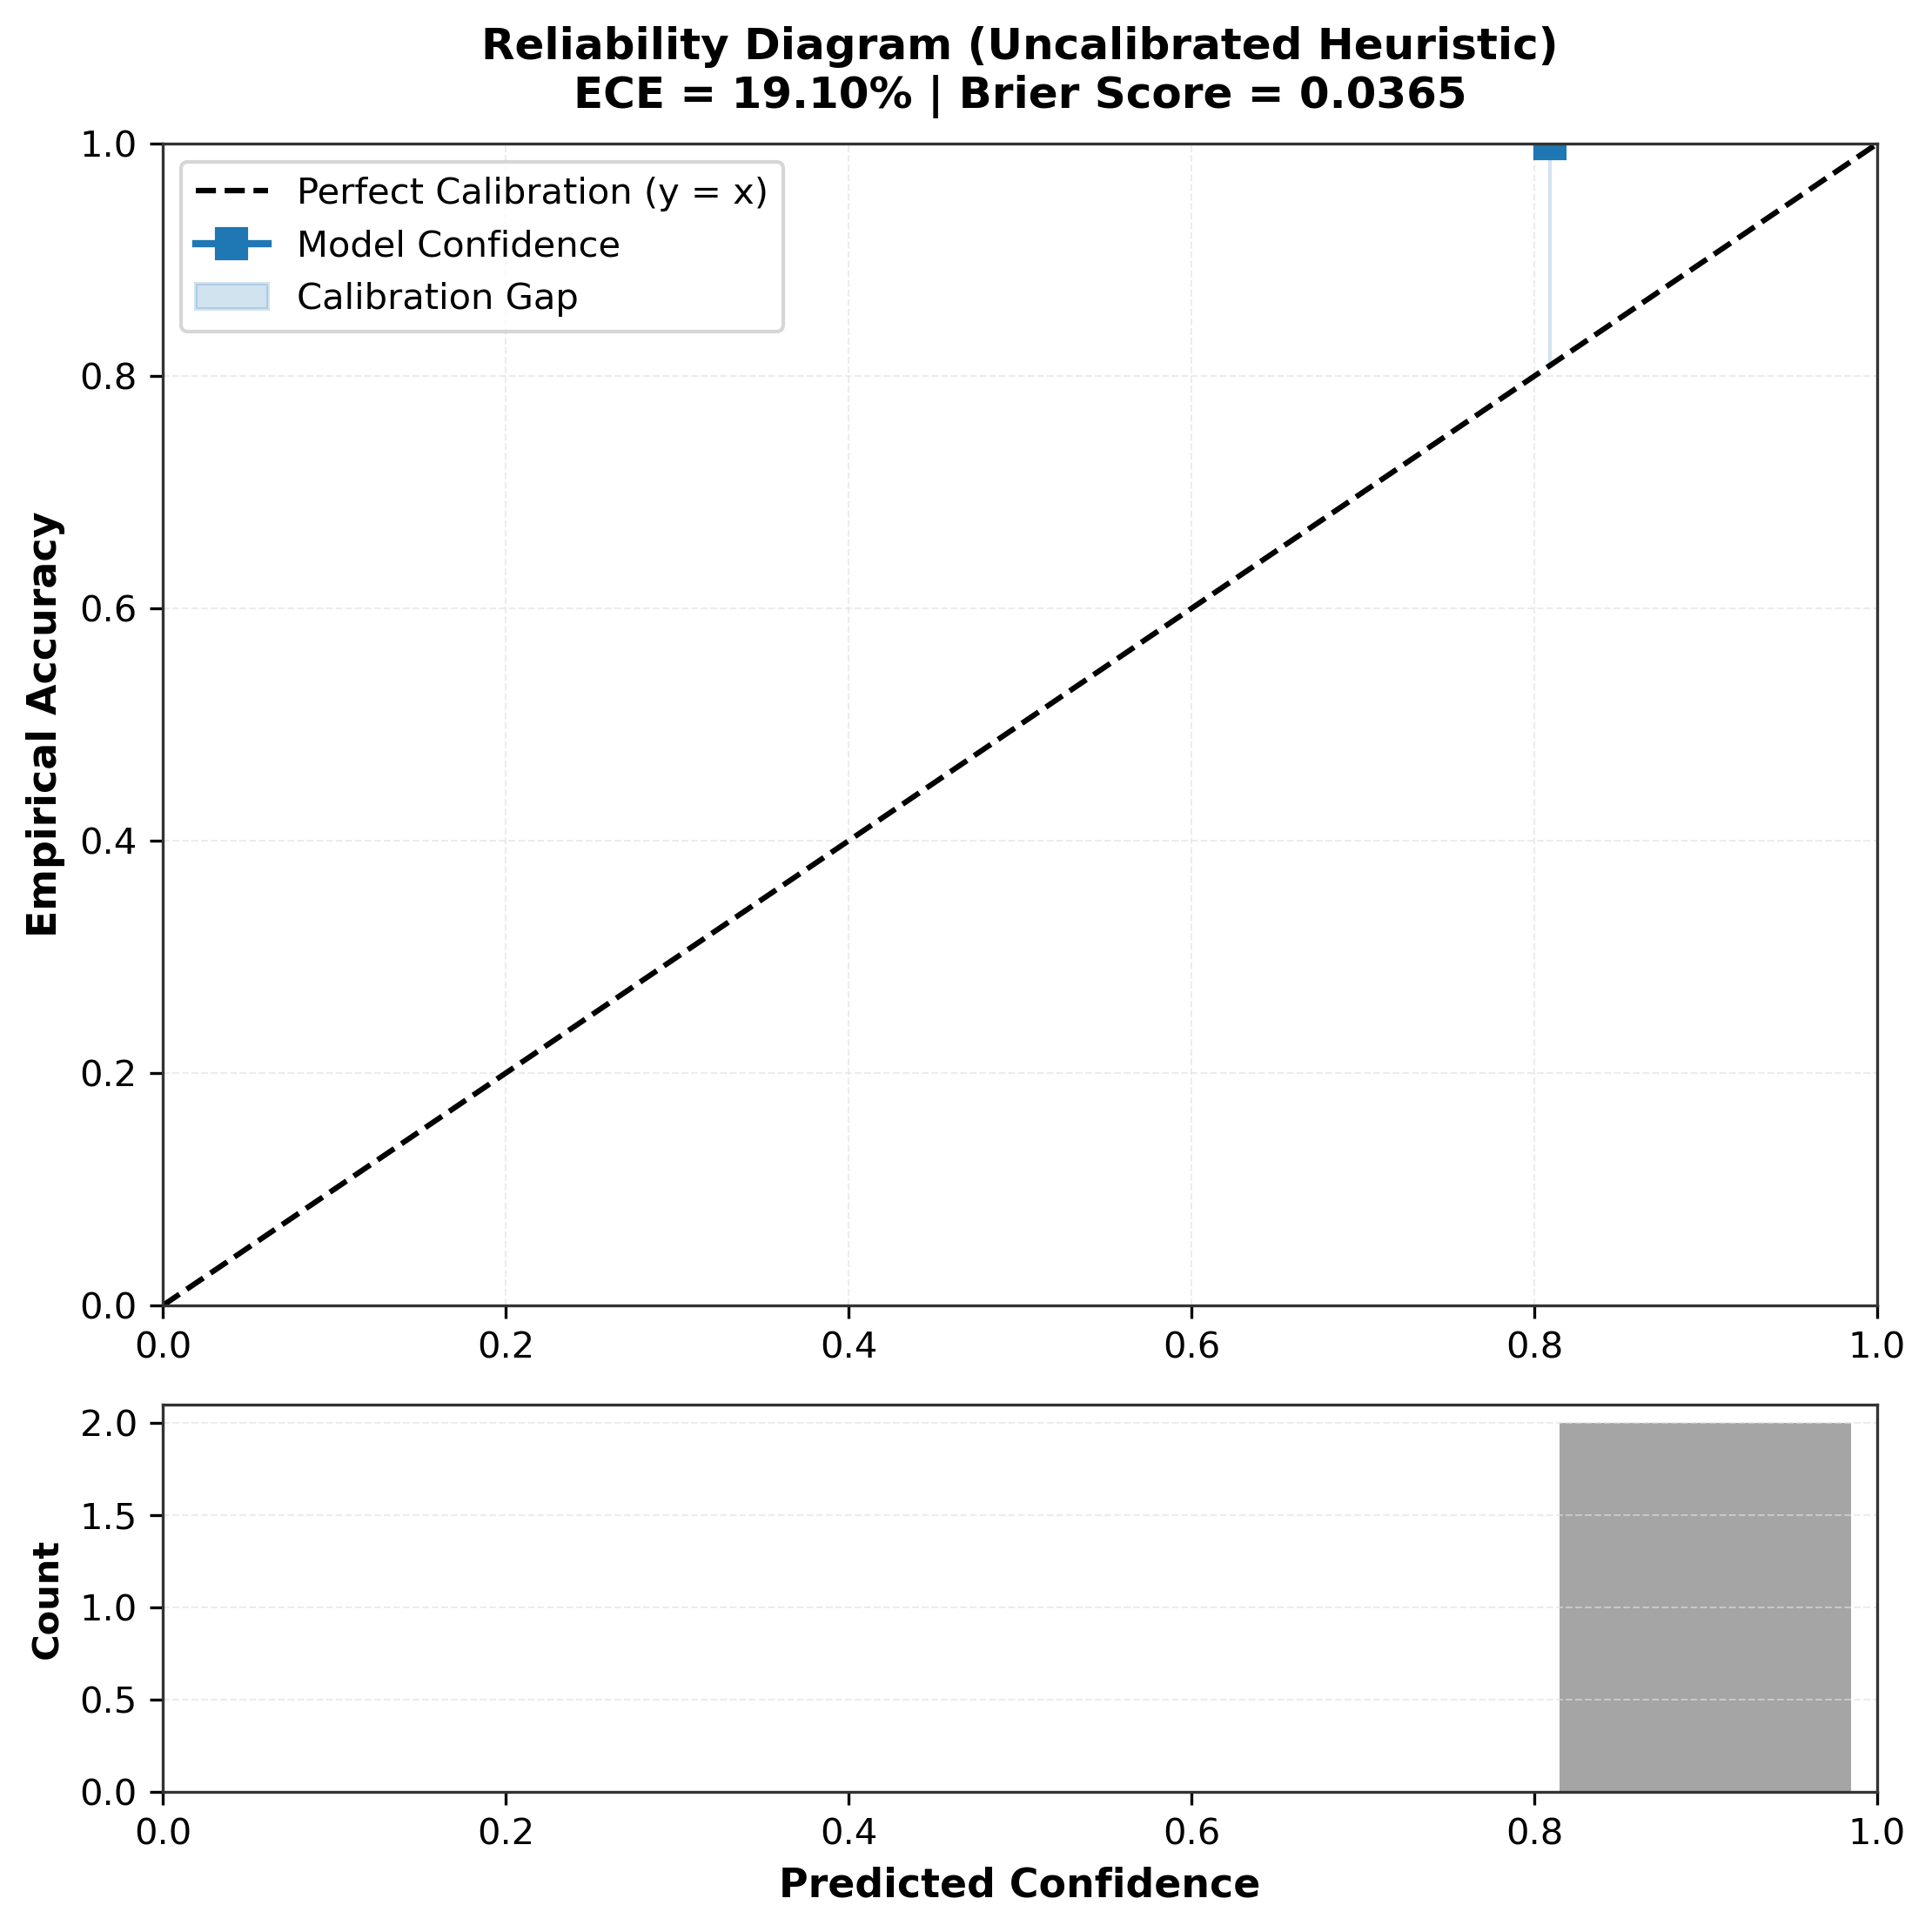 Reliability Diagram (Uncalibrated Heuristic)
ECE = 19.10% | Brier Score = 0.0365
Perfect Calibration (y = x)
Model Confidence
Calibration Gap
Empirical Accuracy
1.0
0.8
0.6
0.4
0.2
0.0
0.0 0.2 0.4 0.6 0.8 1.0
Count
2.0
1.5
1.0
0.5
0.0
0.0 0.2 0.4 0.6 0.8 1.0
Predicted Confidence